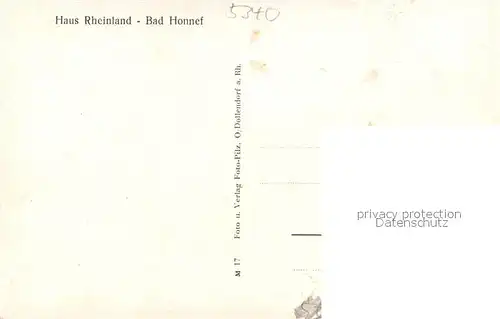 5340
Haus Rheinland - Bad Honnef
M 17 Foto u. Verlag Foto-Pilz, O/Dollendorf a. Rh.
privacy protection
Datenschutz